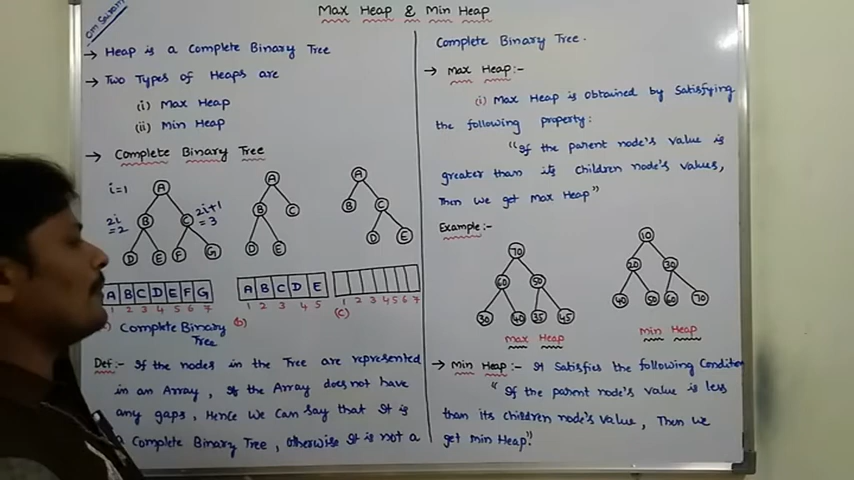 Max Heap & Min Heap
Om Sairam
→ Heap is a Complete Binary Tree
→ Two Types of Heaps are
(i) Max Heap
(ii) Min Heap
→ Complete Binary Tree
i=1
A
2i
=2
B
C
2i+1
=3
D E F G
A B C D E F G
1 2 3 4 5 6 7
Complete Binary
Tree
A
B C
D E
A B C D E
1 2 3 4 5
(b)
A
B C
D E
1 2 3 4 5 6 7
(c)
Def:- If the nodes in the Tree are represented
in an Array, If the Array does not have
any gaps, Hence we can say that It is
a Complete Binary Tree, otherwise It is not a
Complete Binary Tree.
→ Max Heap:-
(i) Max Heap is obtained by Satisfying
the following property:
"If the parent node's value is
greater than its children node's values,
Then we get Max Heap"
Example:-
70
60 50
30 40 35 45
Max Heap
10
20 30
40 50 60 70
Min Heap
→ Min Heap:- It Satisfies the following Condition
"If the parent node's value is less
than its children node's value, Then we
get Min Heap."